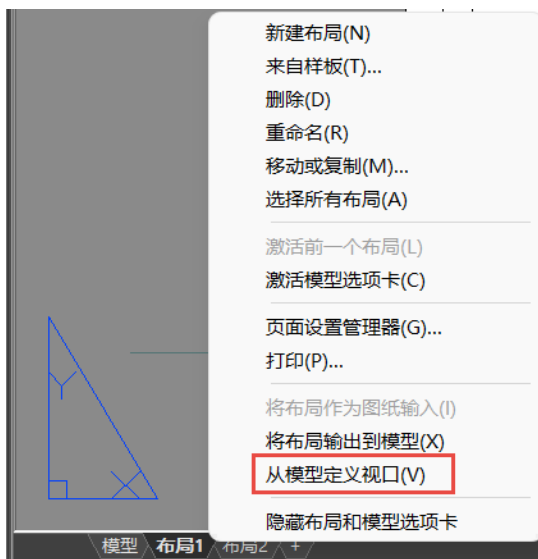 新建布局(N)
来自样板(T)...
删除(D)
重命名(R)
移动或复制(M)...
选择所有布局(A)
激活前一个布局(L)
激活模型选项卡(C)
页面设置管理器(G)...
打印(P)...
将布局作为图纸输入(I)
将布局输出到模型(X)
从模型定义视口(V)
隐藏布局和模型选项卡
Y
X
模型 布局1 布局2 +